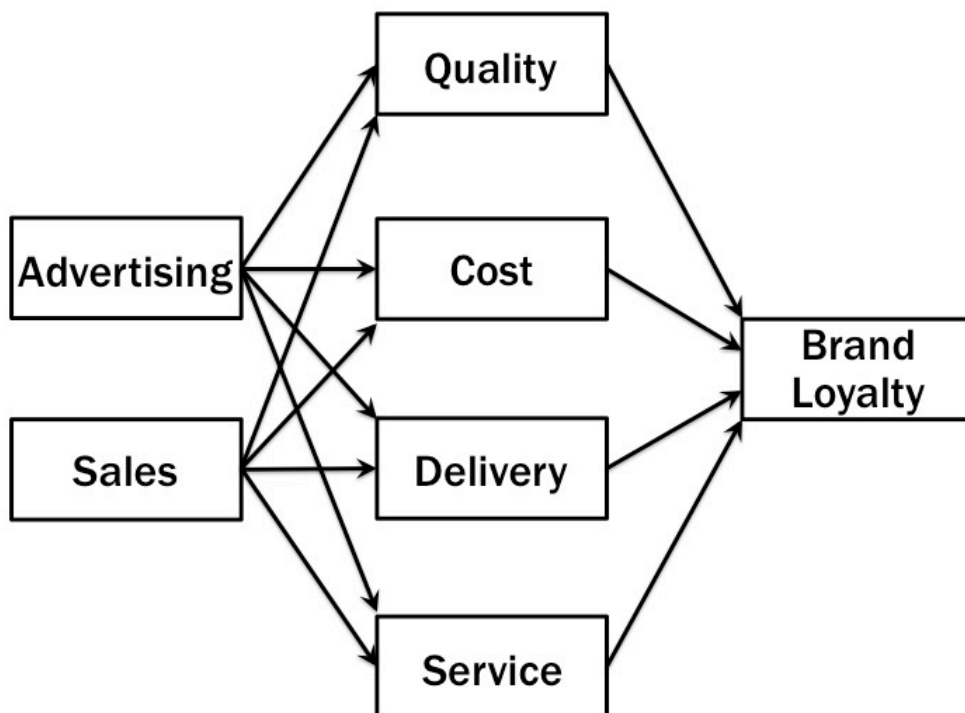 Quality
Advertising
Cost
Brand
Loyalty
Sales
Delivery
Service